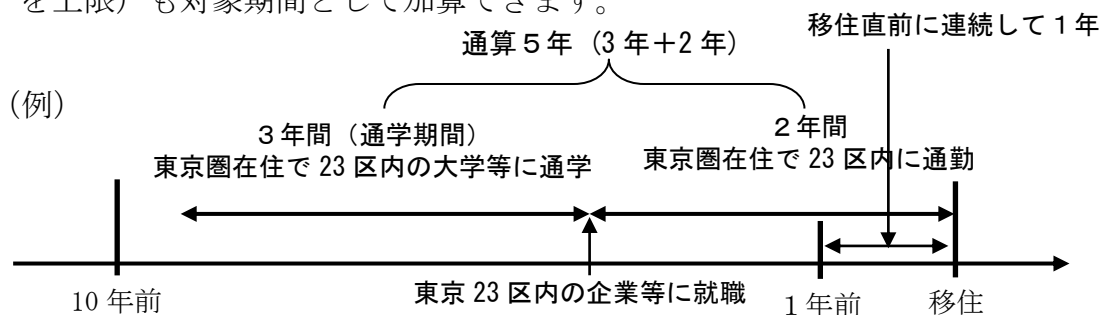 を上限）も対象期間として加算できます。
移住直前に連続して１年
通算５年（3年＋2年）
（例）
３年間（通学期間）
東京圏在住で23区内の大学等に通学
２年間
東京圏在住で23区内に通勤
10年前
東京23区内の企業等に就職
１年前
移住